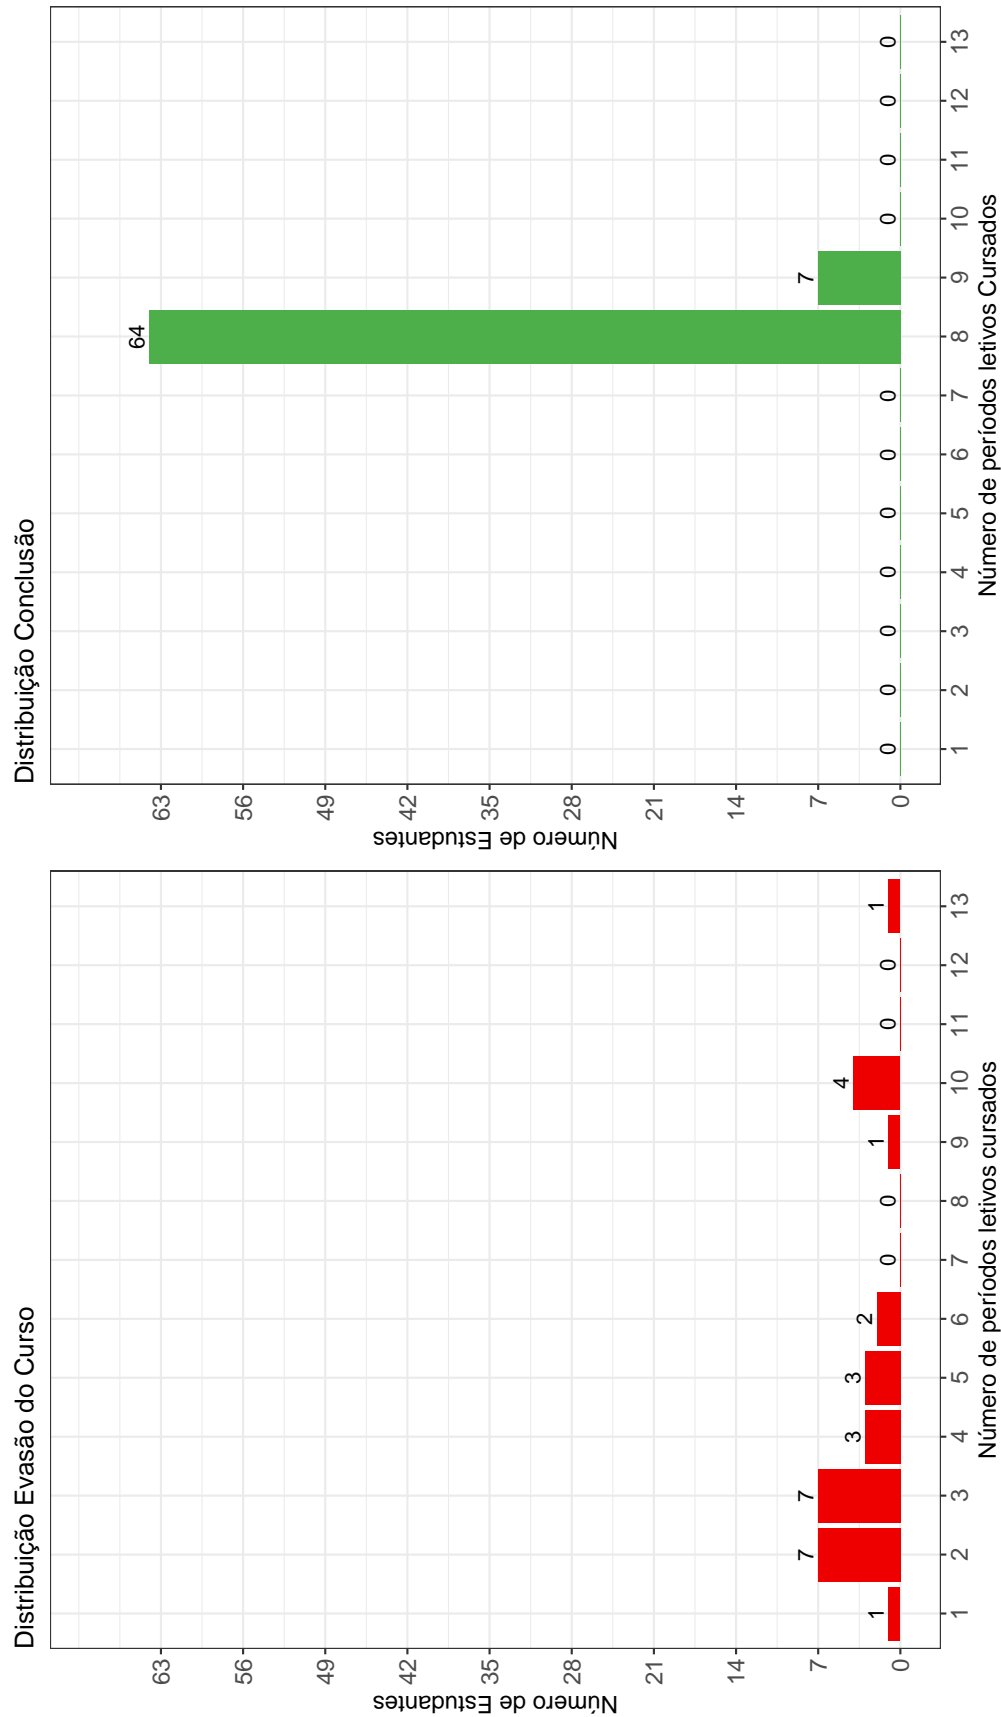 Distribuição Evasão do Curso
Número de Estudantes
63
56
49
42
35
28
21
14
7
0
1 7 7 3 3 2 0 0 1 4 0 0 1
1 2 3 4 5 6 7 8 9 10 11 12 13
Número de períodos letivos cursados
Distribuição Conclusão
Número de Estudantes
63
56
49
42
35
28
21
14
7
0
0 0 0 0 0 0 0 64 7 0 0 0 0
1 2 3 4 5 6 7 8 9 10 11 12 13
Número de períodos letivos Cursados